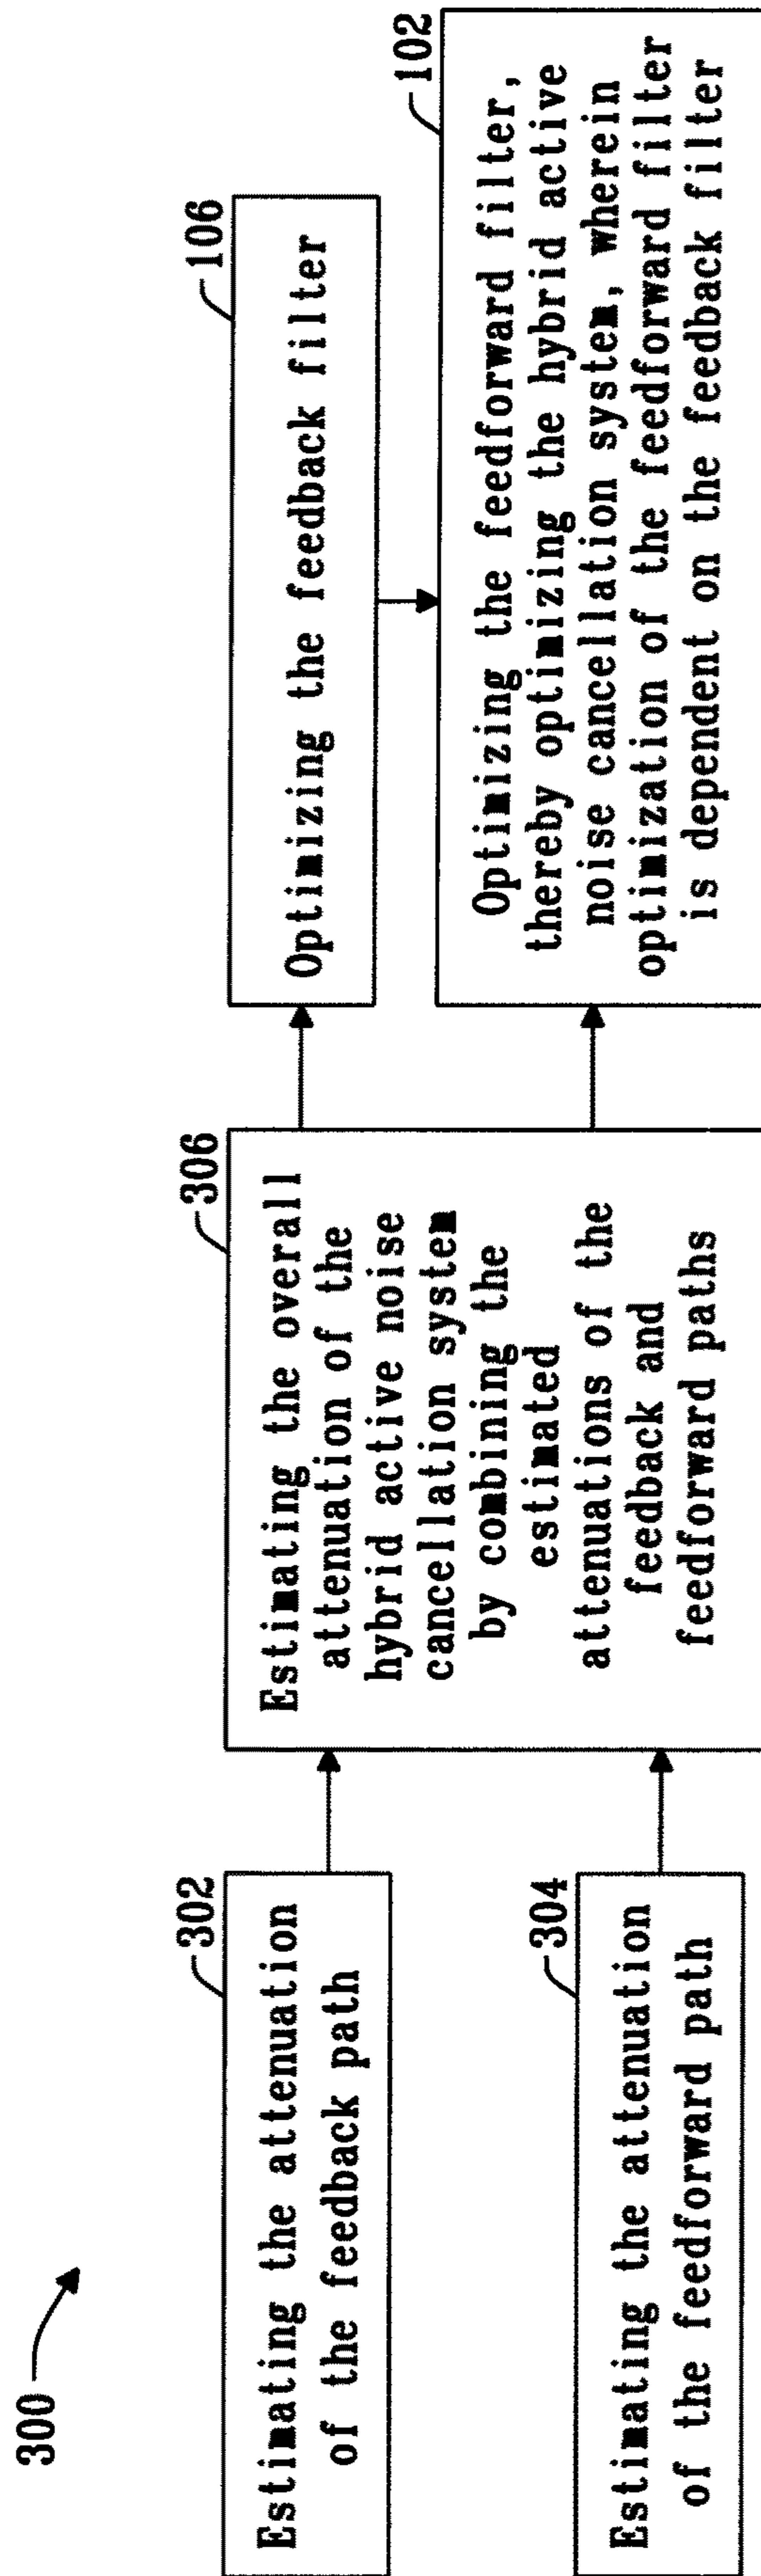 300
302
Estimating the attenuation
of the feedback path
304
Estimating the attenuation
of the feedforward path
306
Estimating the overall
attenuation of the
hybrid active noise
cancellation system
by combining the
estimated
attenuations of the
feedback and
feedforward paths
106
Optimizing the feedback filter
102
Optimizing the feedforward filter,
thereby optimizing the hybrid active
noise cancellation system, wherein
optimization of the feedforward filter
is dependent on the feedback filter